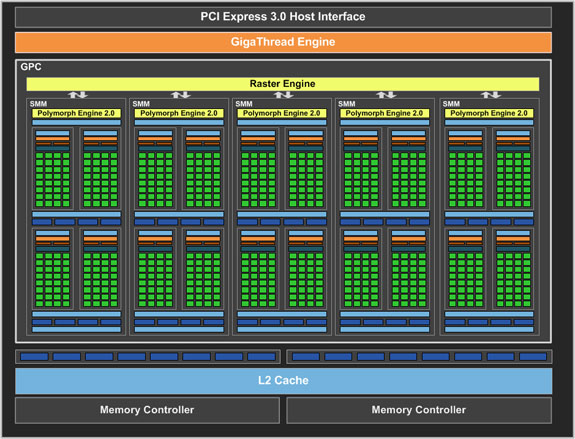 PCI Express 3.0 Host Interface
GigaThread Engine
GPC
Raster Engine
SMM
SMM
SMM
SMM
SMM
Polymorph Engine 2.0
Polymorph Engine 2.0
Polymorph Engine 2.0
Polymorph Engine 2.0
Polymorph Engine 2.0
L2 Cache
Memory Controller
Memory Controller